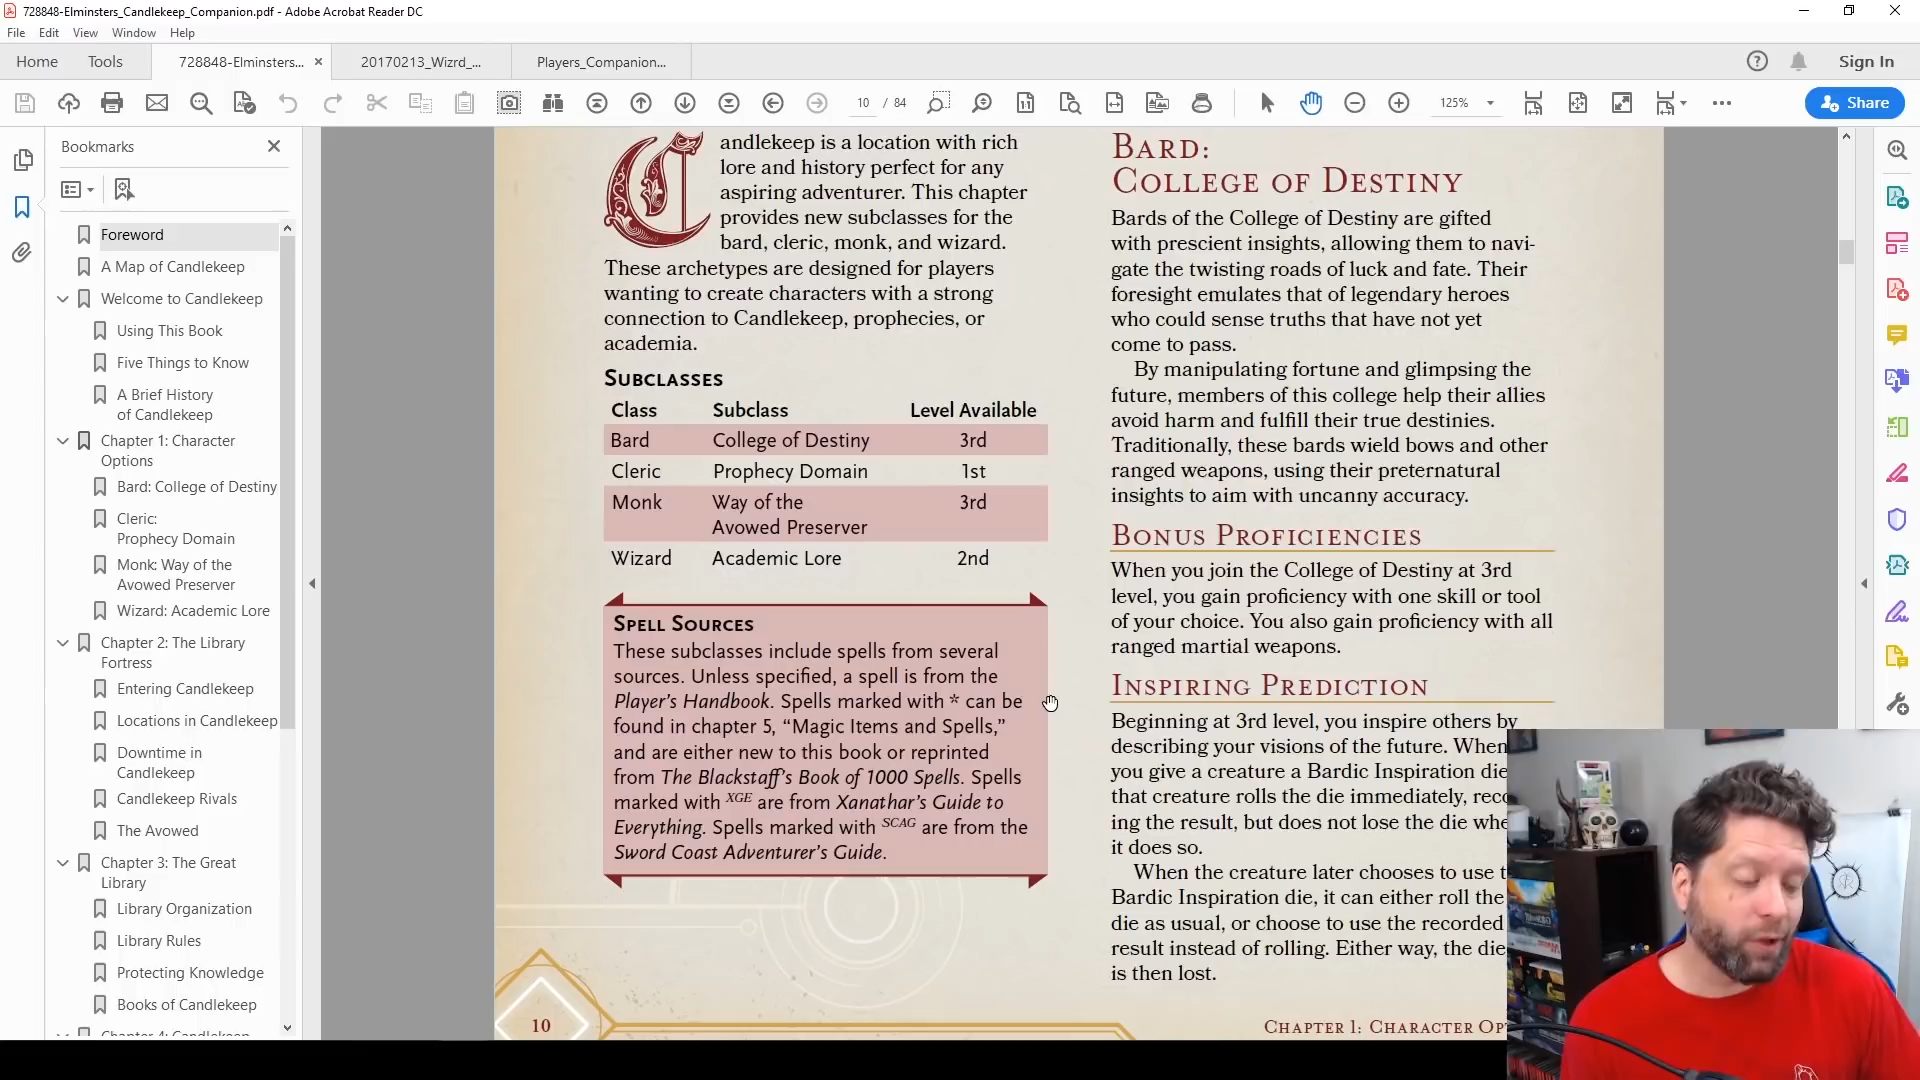 728848-Elminsters_Candlekeep_Companion.pdf - Adobe Acrobat Reader DC
File Edit View Window Help
Home Tools 728848-Elminsters... × 20170213_Wizrd_... Players_Companion... Sign In
10 / 84 125% Share
Bookmarks
Foreword
A Map of Candlekeep
Welcome to Candlekeep
Using This Book
Five Things to Know
A Brief History
of Candlekeep
Chapter 1: Character
Options
Bard: College of Destiny
Cleric:
Prophecy Domain
Monk: Way of the
Avowed Preserver
Wizard: Academic Lore
Chapter 2: The Library
Fortress
Entering Candlekeep
Locations in Candlekeep
Downtime in
Candlekeep
Candlekeep Rivals
The Avowed
Chapter 3: The Great
Library
Library Organization
Library Rules
Protecting Knowledge
Books of Candlekeep
Chapter 4: Candlekeep
Candlekeep is a location with rich
lore and history perfect for any
aspiring adventurer. This chapter
provides new subclasses for the
bard, cleric, monk, and wizard.
These archetypes are designed for players
wanting to create characters with a strong
connection to Candlekeep, prophecies, or
academia.
Subclasses
Class Subclass Level Available
Bard College of Destiny 3rd
Cleric Prophecy Domain 1st
Monk Way of the 3rd
Avowed Preserver
Wizard Academic Lore 2nd
Spell Sources
These subclasses include spells from several
sources. Unless specified, a spell is from the
Player's Handbook. Spells marked with * can be
found in chapter 5, “Magic Items and Spells,”
and are either new to this book or reprinted
from The Blackstaff's Book of 1000 Spells. Spells
marked with XGE are from Xanathar's Guide to
Everything. Spells marked with SCAG are from the
Sword Coast Adventurer's Guide.
10
Bard:
College of Destiny
Bards of the College of Destiny are gifted
with prescient insights, allowing them to navi-
gate the twisting roads of luck and fate. Their
foresight emulates that of legendary heroes
who could sense truths that have not yet
come to pass.
By manipulating fortune and glimpsing the
future, members of this college help their allies
avoid harm and fulfill their true destinies.
Traditionally, these bards wield bows and other
ranged weapons, using their preternatural
insights to aim with uncanny accuracy.
Bonus Proficiencies
When you join the College of Destiny at 3rd
level, you gain proficiency with one skill or tool
of your choice. You also gain proficiency with all
ranged martial weapons.
Inspiring Prediction
Beginning at 3rd level, you inspire others by
describing your visions of the future. When
you give a creature a Bardic Inspiration die
that creature rolls the die immediately, reco
ing the result, but does not lose the die whe
it does so.
When the creature later chooses to use t
Bardic Inspiration die, it can either roll the
die as usual, or choose to use the recorded
result instead of rolling. Either way, the die
is then lost.
Chapter 1: Character Op